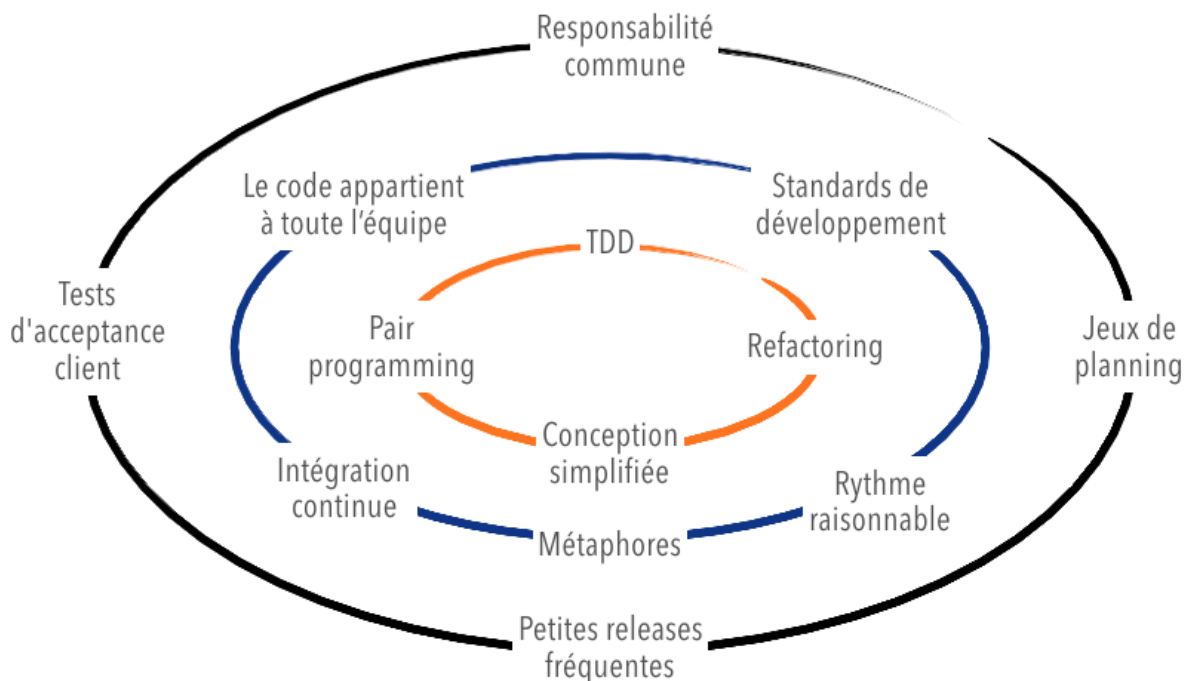 Responsabilité
commune
Le code appartient
à toute l’équipe
Standards de
développement
TDD
Tests
d'acceptance
client
Pair
programming
Refactoring
Jeux de
planning
Conception
simplifiée
Intégration
continue
Rythme
raisonnable
Métaphores
Petites releases
fréquentes